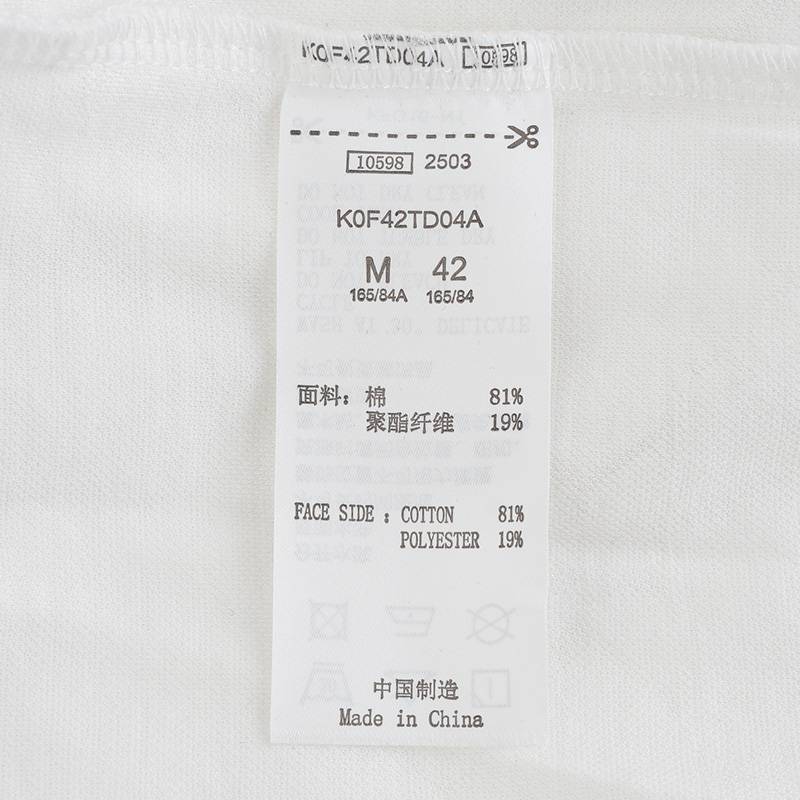 K0F42TD04A [10598]
10598 2503
K0F42TD04A
M 42
165/84A 165/84
面料: 棉 81%
聚酯纤维 19%
FACE SIDE : COTTON 81%
POLYESTER 19%
中国制造
Made in China